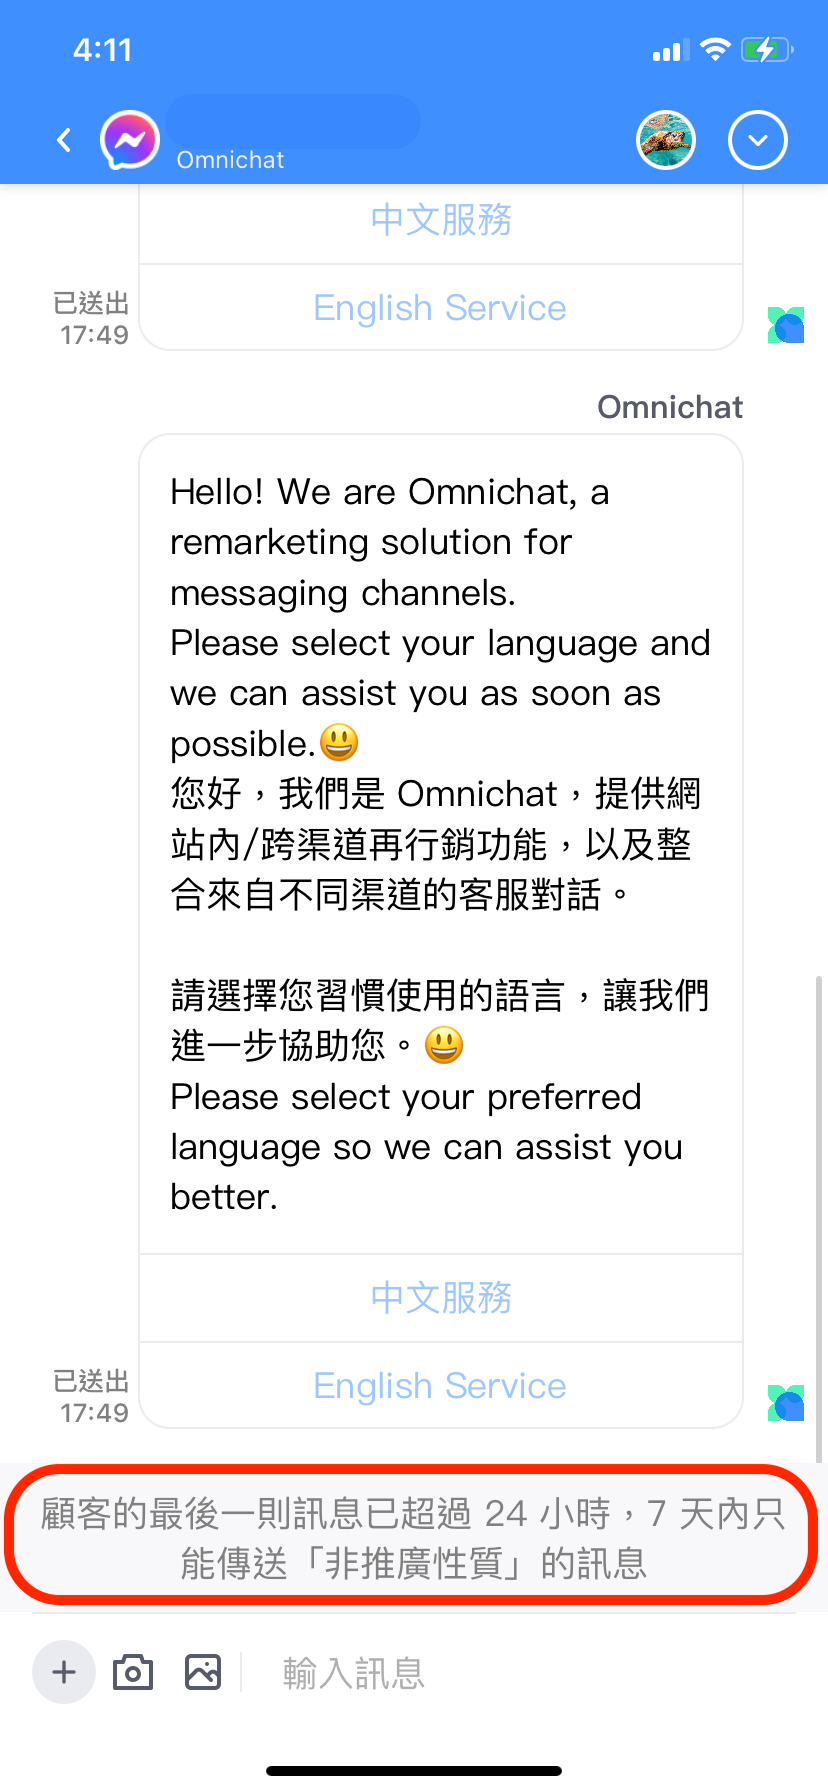 4:11
Omnichat
中文服務
English Service
已送出
17:49
Omnichat
Hello! We are Omnichat, a
remarketing solution for
messaging channels.
Please select your language and
we can assist you as soon as
possible.😃
您好，我們是 Omnichat，提供網
站內/跨渠道再行銷功能，以及整
合來自不同渠道的客服對話。
請選擇您習慣使用的語言，讓我們
進一步協助您。😃
Please select your preferred
language so we can assist you
better.
中文服務
English Service
已送出
17:49
顧客的最後一則訊息已超過 24 小時，7 天內只
能傳送「非推廣性質」的訊息
輸入訊息